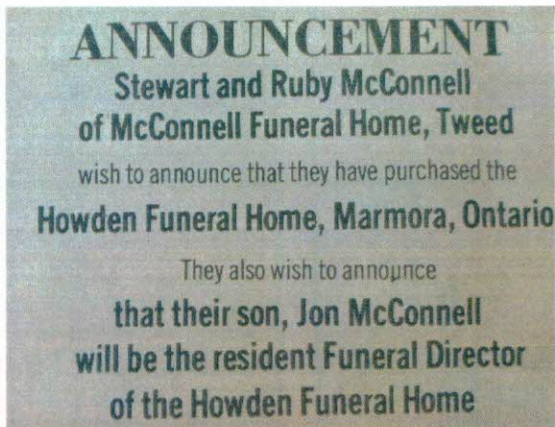 ANNOUNCEMENT
Stewart and Ruby McConnell
of McConnell Funeral Home, Tweed
wish to announce that they have purchased the
Howden Funeral Home, Marmora, Ontario
They also wish to announce
that their son, Jon McConnell
will be the resident Funeral Director
of the Howden Funeral Home